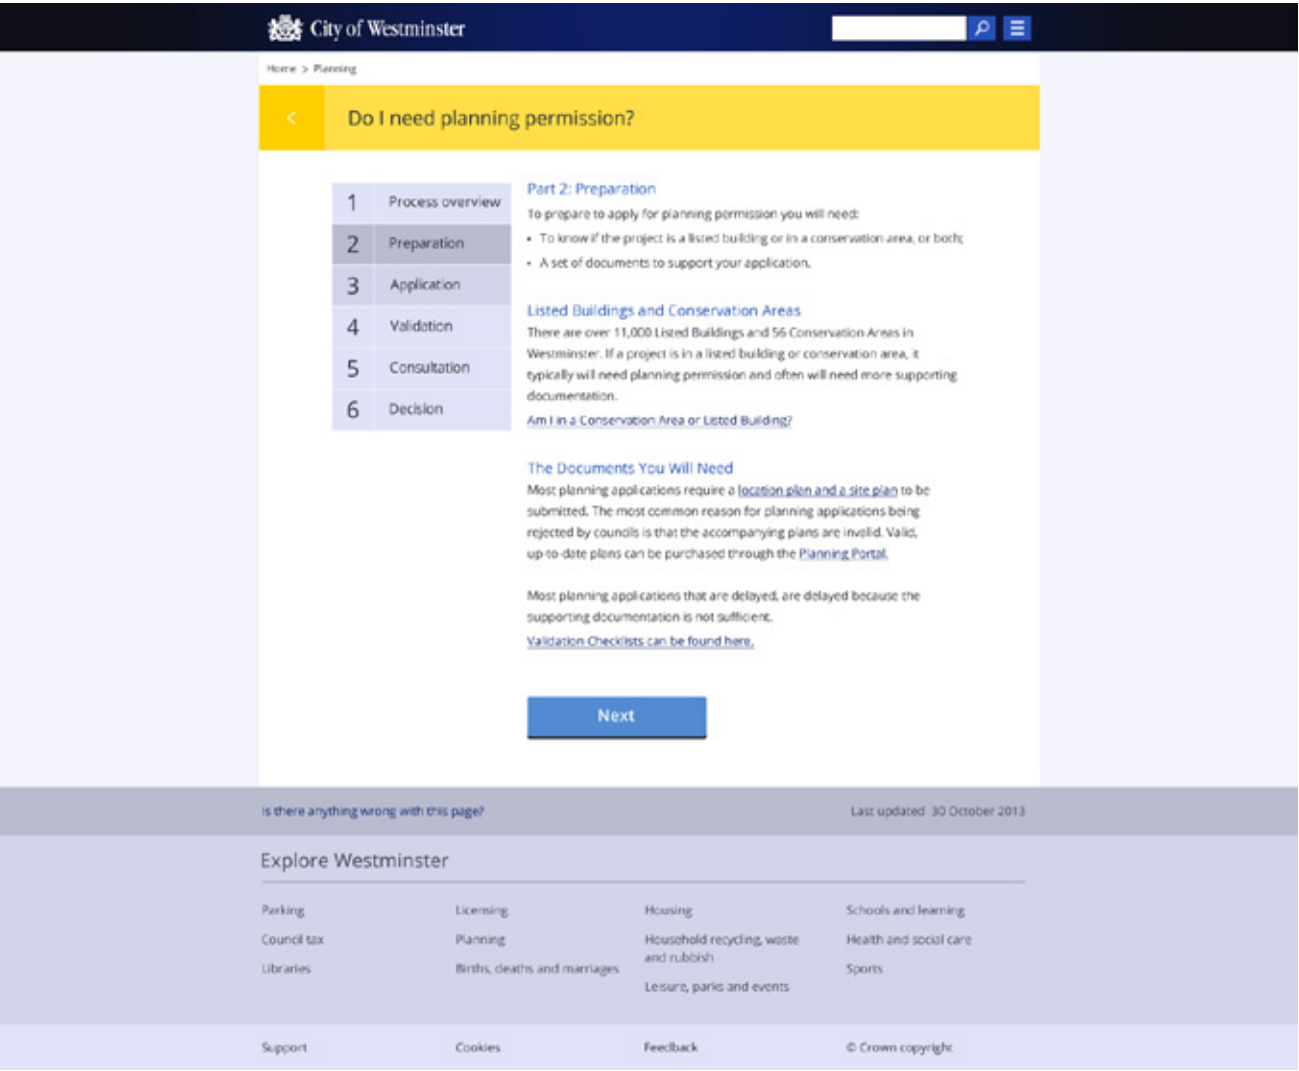 City of Westminster
Home > Planning
<
Do I need planning permission?
1 Process overview
2 Preparation
3 Application
4 Validation
5 Consultation
6 Decision
Part 2: Preparation
To prepare to apply for planning permission you will need:
• To know if the project is a listed building or in a conservation area, or both;
• A set of documents to support your application.
Listed Buildings and Conservation Areas
There are over 11,000 Listed Buildings and 56 Conservation Areas in
Westminster. If a project is in a listed building or conservation area, it
typically will need planning permission and often will need more supporting
documentation.
Am I in a Conservation Area or Listed Building?
The Documents You Will Need
Most planning applications require a location plan and a site plan to be
submitted. The most common reason for planning applications being
rejected by councils is that the accompanying plans are invalid. Valid,
up-to-date plans can be purchased through the Planning Portal.
Most planning applications that are delayed, are delayed because the
supporting documentation is not sufficient.
Validation Checklists can be found here.
Next
Is there anything wrong with this page?
Last updated 30 October 2013
Explore Westminster
Parking
Council tax
Libraries
Licensing
Planning
Births, deaths and marriages
Housing
Household recycling, waste
and rubbish
Leisure, parks and events
Schools and learning
Health and social care
Sports
Support
Cookies
Feedback
© Crown copyright